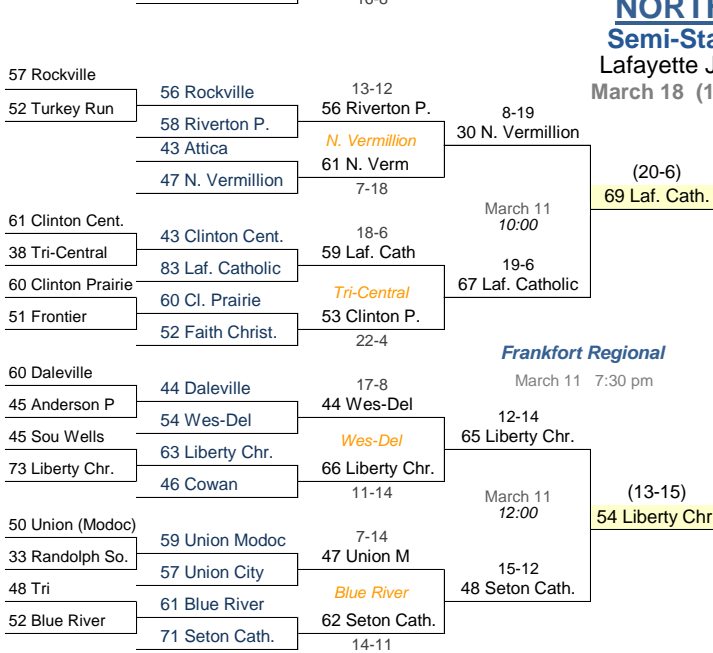 NORTH
Semi-Sta
Lafayette J
March 18 (1
57 Rockville
52 Turkey Run
56 Rockville
58 Riverton P.
43 Attica
47 N. Vermillion
13-12
56 Riverton P.
N. Vermillion
61 N. Verm
7-18
8-19
30 N. Vermillion
(20-6)
69 Laf. Cath.
March 11
10:00
61 Clinton Cent.
38 Tri-Central
60 Clinton Prairie
51 Frontier
43 Clinton Cent.
83 Laf. Catholic
60 Cl. Prairie
52 Faith Christ.
18-6
59 Laf. Cath
Tri-Central
53 Clinton P.
22-4
19-6
67 Laf. Catholic
Frankfort Regional
March 11 7:30 pm
60 Daleville
45 Anderson P
45 Sou Wells
73 Liberty Chr.
44 Daleville
54 Wes-Del
63 Liberty Chr.
46 Cowan
17-8
44 Wes-Del
Wes-Del
66 Liberty Chr.
11-14
12-14
65 Liberty Chr.
March 11
12:00
(13-15)
54 Liberty Chr
50 Union (Modoc)
33 Randolph So.
48 Tri
52 Blue River
59 Union Modoc
57 Union City
61 Blue River
71 Seton Cath.
7-14
47 Union M
Blue River
62 Seton Cath.
14-11
15-12
48 Seton Cath.